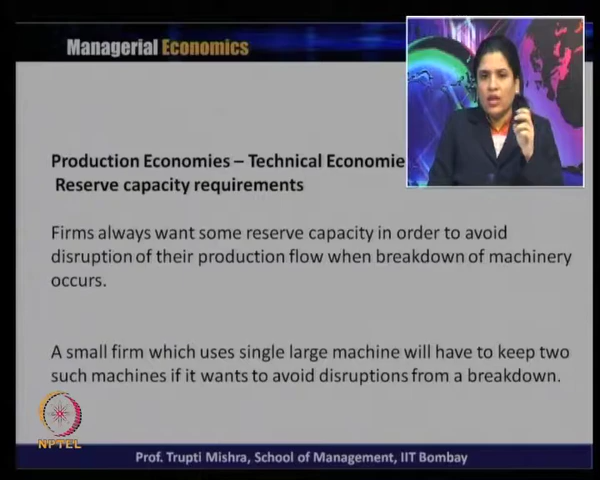 Managerial Economics
Production Economies – Technical Economie
Reserve capacity requirements
Firms always want some reserve capacity in order to avoid
disruption of their production flow when breakdown of machinery
occurs.
A small firm which uses single large machine will have to keep two
such machines if it wants to avoid disruptions from a breakdown.
NPTEL
Prof. Trupti Mishra, School of Management, IIT Bombay